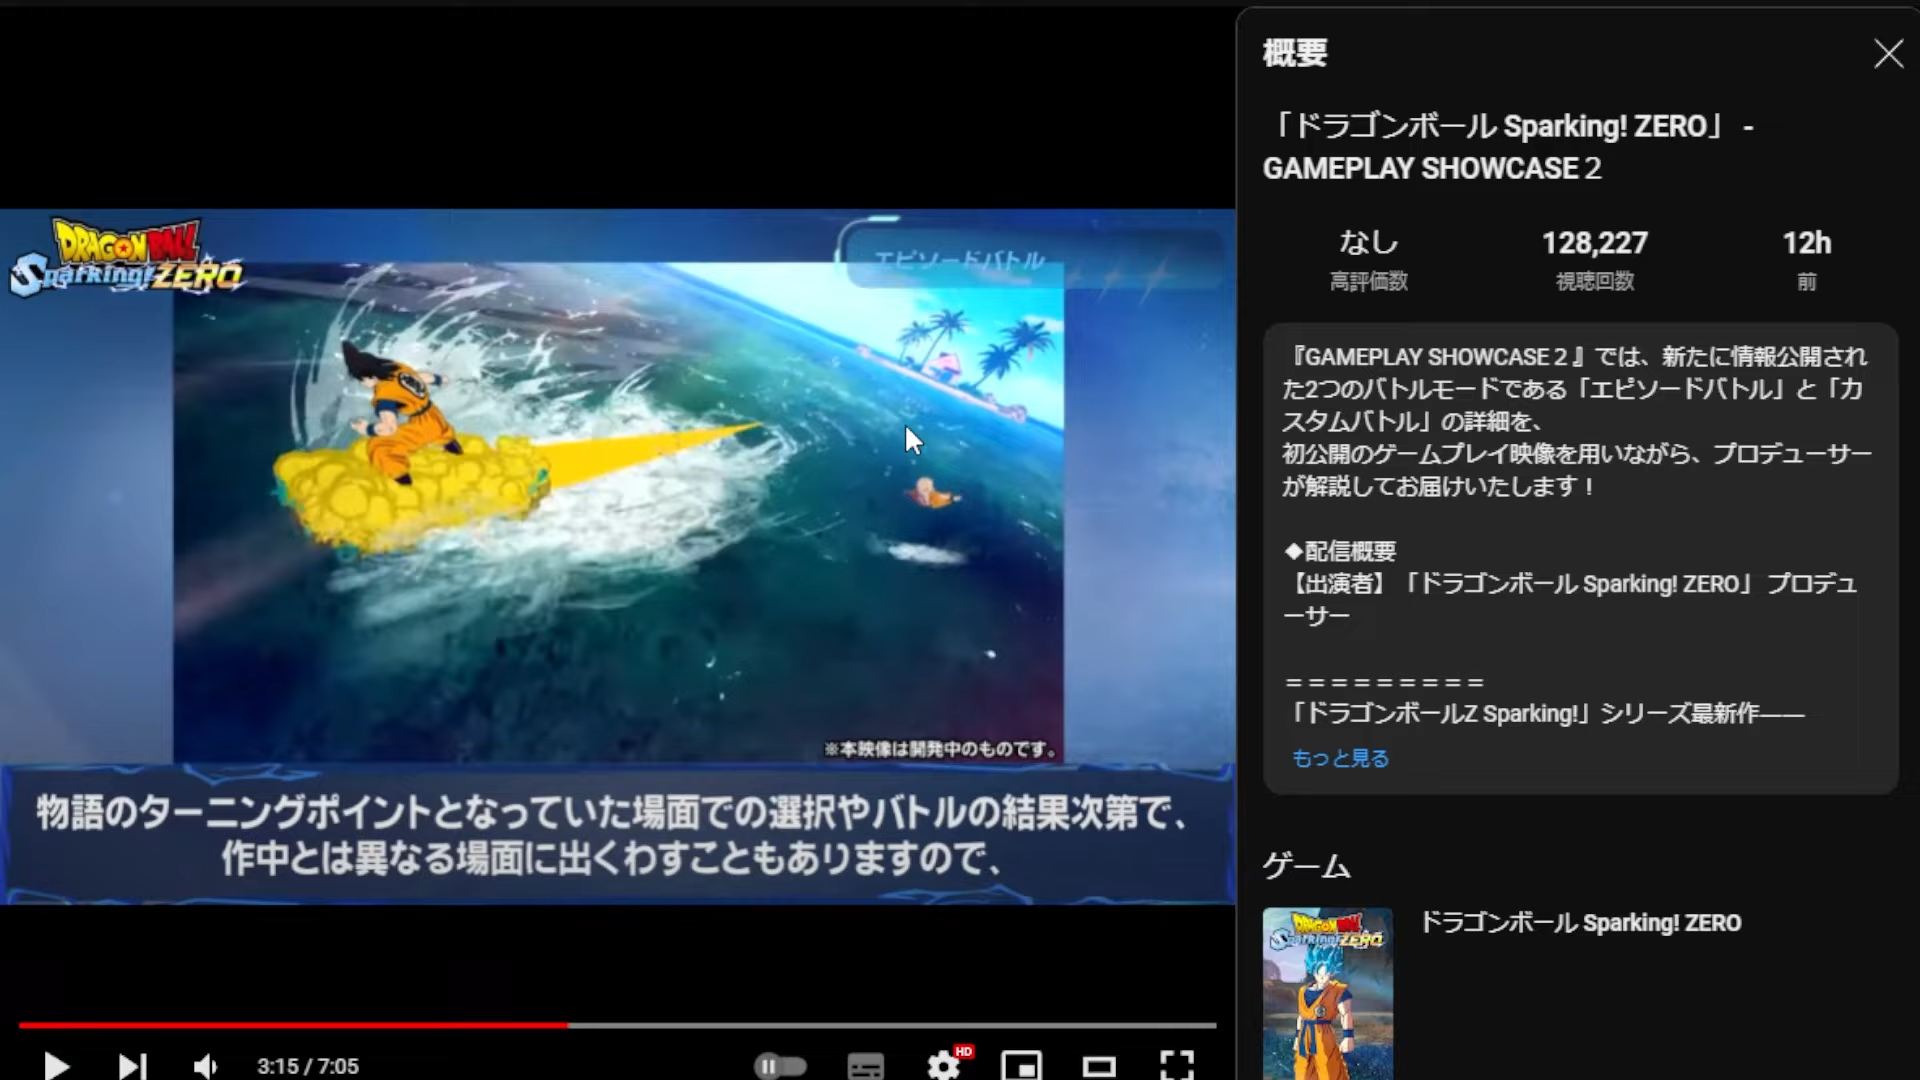 DRAGON BALL
Sparking! ZERO
エピソードバトル
※本映像は開発中のものです。
物語のターニングポイントとなっていた場面での選択やバトルの結果次第で、
作中とは異なる場面に出くわすこともありますので、
3:15 / 7:05
HD
概要
「ドラゴンボール Sparking! ZERO」 -
GAMEPLAY SHOWCASE２
なし
128,227
12h
高評価数
視聴回数
前
『GAMEPLAY SHOWCASE２』では、新たに情報公開され
た2つのバトルモードである「エピソードバトル」と「カ
スタムバトル」の詳細を、
初公開のゲームプレイ映像を用いながら、プロデューサー
が解説してお届けいたします！
◆配信概要
【出演者】「ドラゴンボール Sparking! ZERO」 プロデュ
ーサー
＝＝＝＝＝＝＝＝＝
「ドラゴンボールZ Sparking!」シリーズ最新作――
もっと見る
ゲーム
DRAGON BALL
Sparking! ZERO
ドラゴンボール Sparking! ZERO